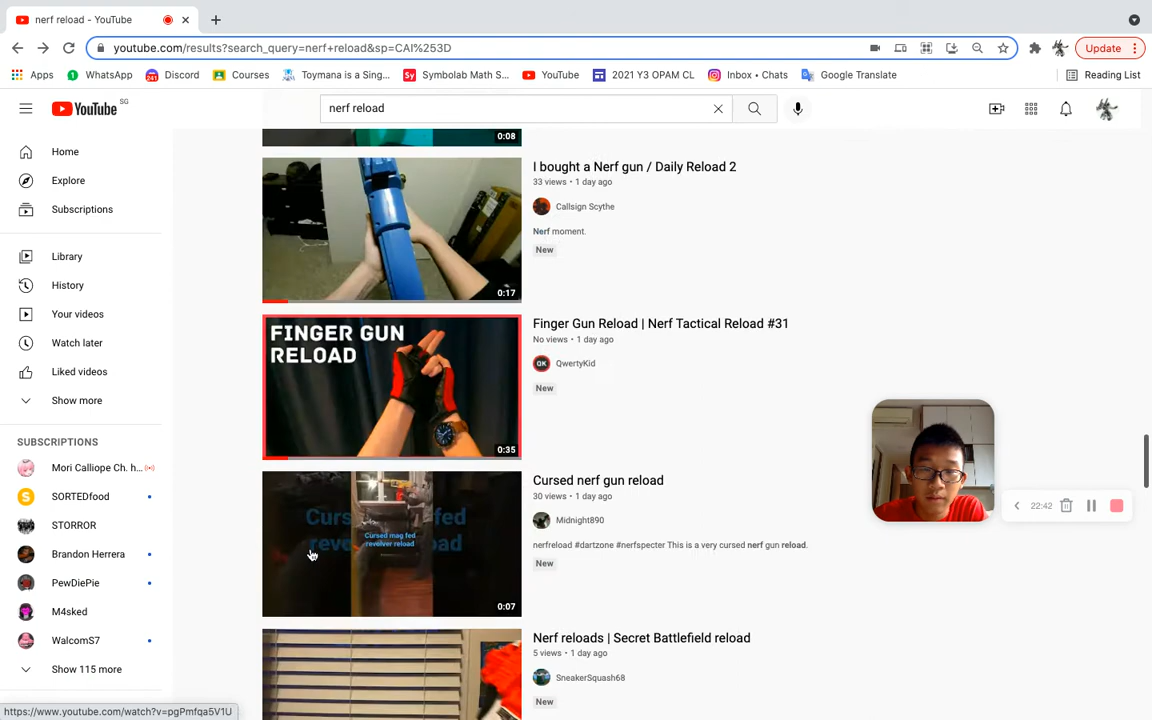 nerf reload - YouTube
youtube.com/results?search_query=nerf+reload&sp=CAI%253D
Update
Apps
WhatsApp
Discord
Courses
Toymana is a Sing...
Symbolab Math S...
YouTube
2021 Y3 OPAM CL
Inbox • Chats
Google Translate
Reading List
YouTube SG
nerf reload
Home
Explore
Subscriptions
Library
History
Your videos
Watch later
Liked videos
Show more
SUBSCRIPTIONS
Mori Calliope Ch. h...
SORTEDfood
STORROR
Brandon Herrera
PewDiePie
M4sked
WalcomS7
Show 115 more
0:08
0:17
I bought a Nerf gun / Daily Reload 2
33 views • 1 day ago
Callsign Scythe
Nerf moment.
New
FINGER GUN
RELOAD
0:35
Finger Gun Reload | Nerf Tactical Reload #31
No views • 1 day ago
QK
QwertyKid
New
Cursed mag fed
revolver reload
0:07
Cursed nerf gun reload
30 views • 1 day ago
Midnight890
nerfreload #dartzone #nerfspecter This is a very cursed nerf gun reload.
New
Nerf reloads | Secret Battlefield reload
5 views • 1 day ago
SneakerSquash68
New
22:42
https://www.youtube.com/watch?v=pgPmfqa5V1U